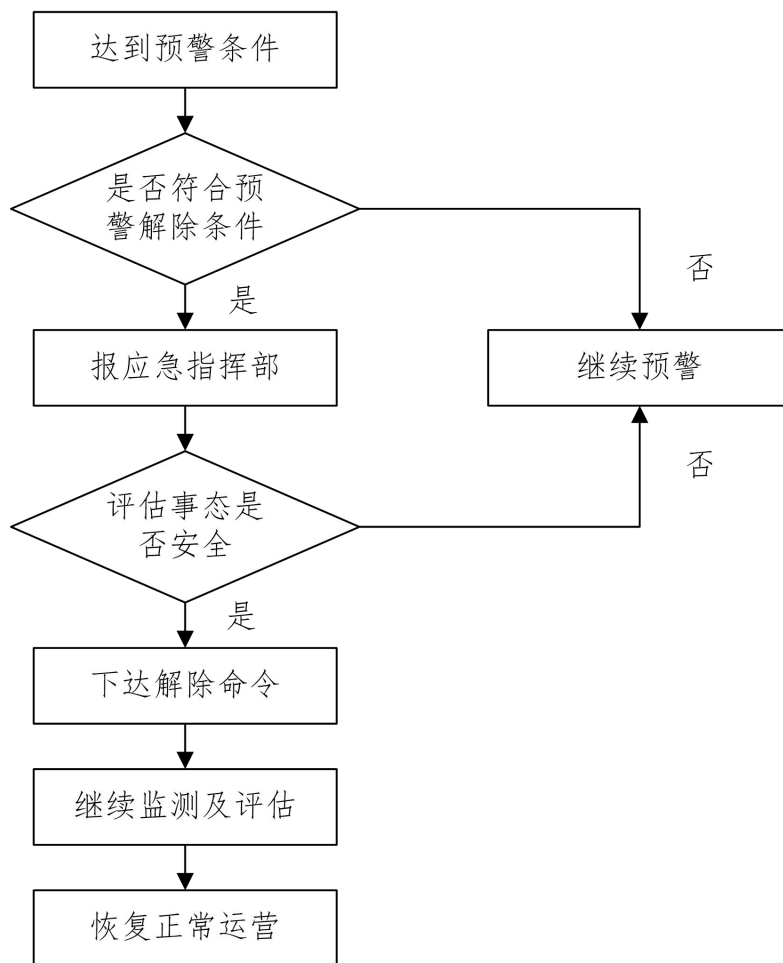 达到预警条件
是否符合预
警解除条件
否
是
报应急指挥部
继续预警
否
评估事态是
否安全
是
下达解除命令
继续监测及评估
恢复正常运营